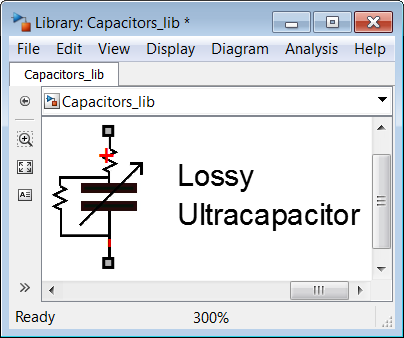 Library: Capacitors_lib *
File Edit View Display Diagram Analysis Help
Capacitors_lib
Capacitors_lib
Lossy
Ultracapacitor
Ready 300%